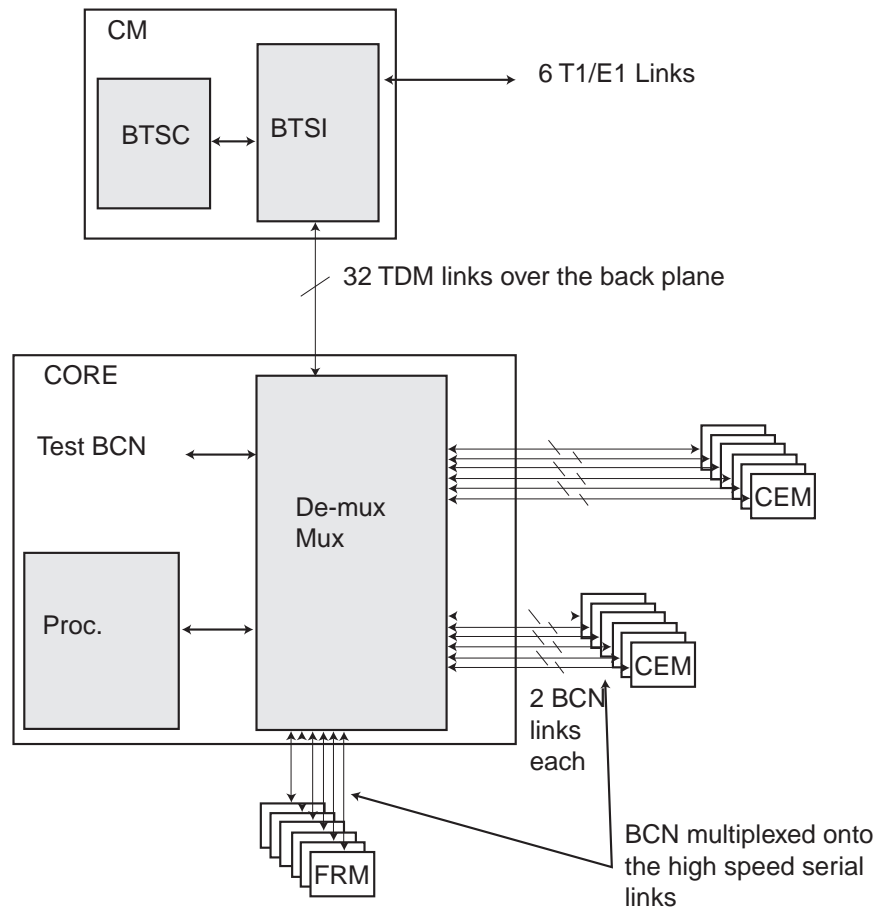 CM
6 T1/E1 Links
BTSC
BTSI
32 TDM links over the back plane
CORE
Test BCN
De-mux
Mux
CEM
Proc.
CEM
2 BCN
links
each
BCN multiplexed onto
the high speed serial
links
FRM